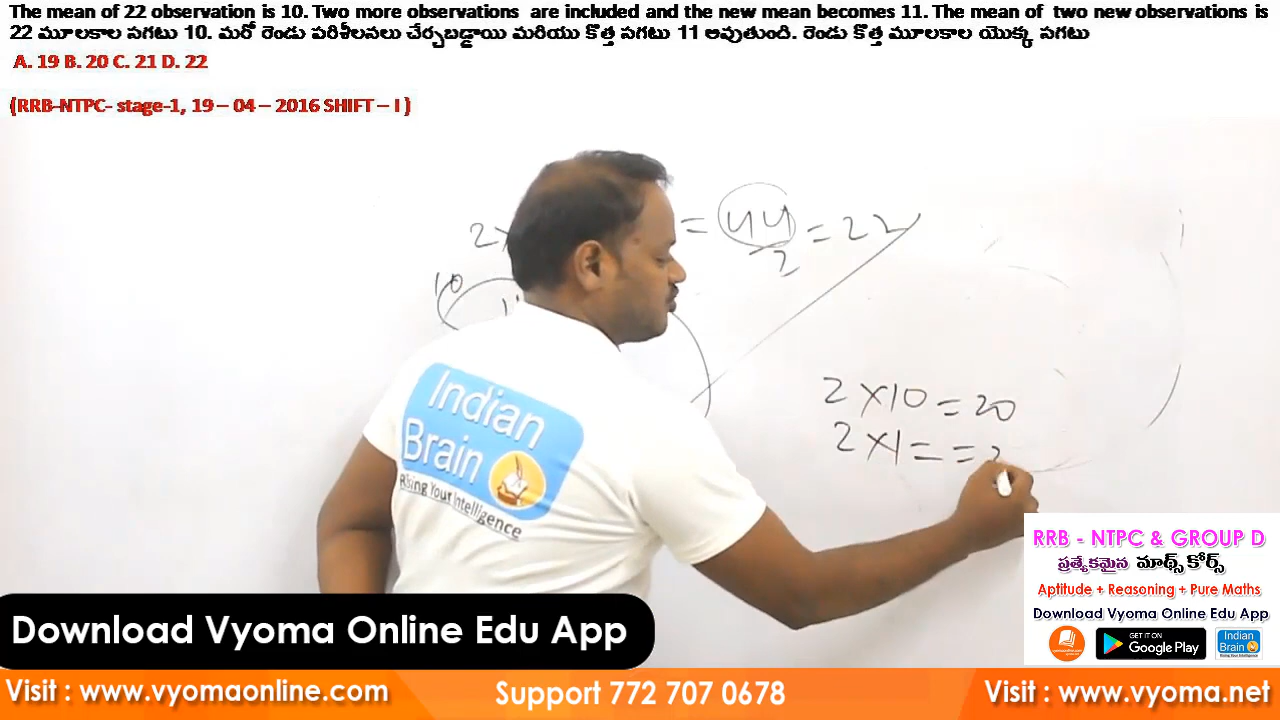 The mean of 22 observation is 10. Two more observations are included and the new mean becomes 11. The mean of two new observations is
22 మూలకాల సగటు 10. మరో రెండు పరిశీలనలు చేర్చబడ్డాయి మరియు కొత్త సగటు 11 అవుతుంది. రెండు కొత్త మూలకాల యొక్క సగటు
A. 19 B. 20 C. 21 D. 22
(RRB-NTPC- stage-1, 19 – 04 – 2016 SHIFT – I )
= 44/2 = 22
10
2 × 10 = 20
2 × 1 = =
Indian
Brain
Rising Your Intelligence
RRB - NTPC & GROUP D
ప్రత్యేకమైన మాథ్స్ కోర్స్
Aptitude + Reasoning + Pure Maths
Download Vyoma Online Edu App
GET IT ON
Google Play
Indian
Brain
Download Vyoma Online Edu App
Visit : www.vyomaonline.com
Support 772 707 0678
Visit : www.vyoma.net